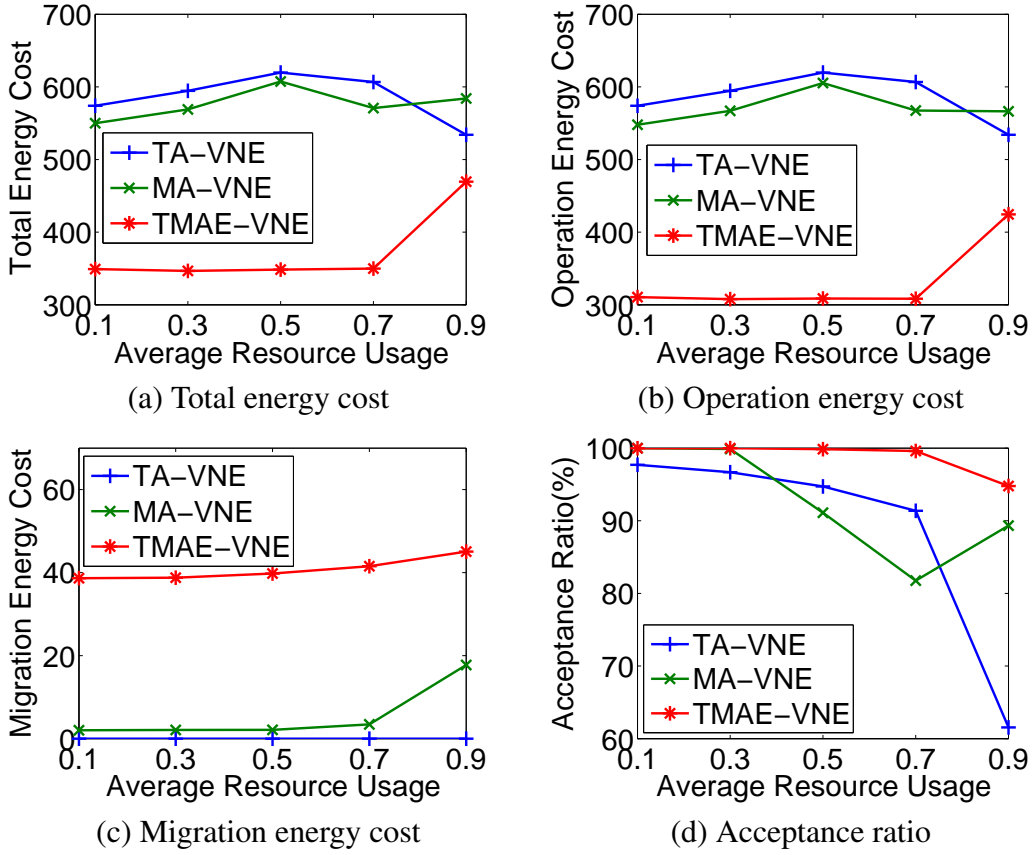 700
600
500
400
300
Total Energy Cost
TA-VNE
MA-VNE
TMAE-VNE
0.1 0.3 0.5 0.7 0.9
Average Resource Usage
(a) Total energy cost
700
600
500
400
300
Operation Energy Cost
TA-VNE
MA-VNE
TMAE-VNE
0.1 0.3 0.5 0.7 0.9
Average Resource Usage
(b) Operation energy cost
60
40
20
0
Migration Energy Cost
TA-VNE
MA-VNE
TMAE-VNE
0.1 0.3 0.5 0.7 0.9
Average Resource Usage
(c) Migration energy cost
100
90
80
70
60
Acceptance Ratio(%)
TA-VNE
MA-VNE
TMAE-VNE
0.1 0.3 0.5 0.7 0.9
Average Resource Usage
(d) Acceptance ratio